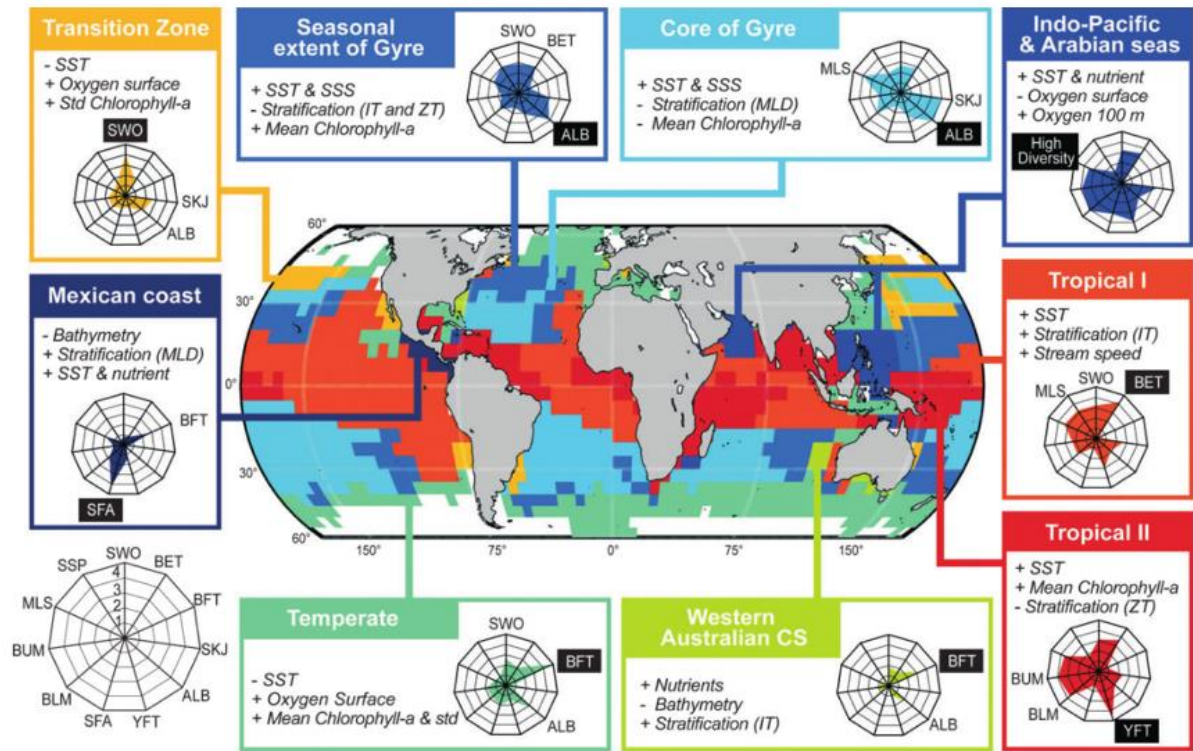 Transition Zone
- SST
+ Oxygen surface
+ Std Chlorophyll-a
SWO
SKJ
ALB
Seasonal
extent of Gyre
+ SST & SSS
- Stratification (IT and ZT)
+ Mean Chlorophyll-a
SWO
BET
ALB
Core of Gyre
+ SST & SSS
- Stratification (MLD)
- Mean Chlorophyll-a
MLS
SKJ
ALB
Indo-Pacific
& Arabian seas
+ SST & nutrient
- Oxygen surface
+ Oxygen 100 m
High
Diversity
Mexican coast
- Bathymetry
+ Stratification (MLD)
+ SST & nutrient
BFT
SFA
60°
60°
30°
30°
0°
0°
30°
30°
60°
60°
150°
75°
0°
75°
150°
Tropical I
+ SST
+ Stratification (IT)
+ Stream speed
SWO
MLS
BET
SWO
SSP
BET
MLS
BFT
BUM
SKJ
BLM
ALB
SFA
YFT
4
3
2
1
Temperate
- SST
+ Oxygen Surface
+ Mean Chlorophyll-a & std
SWO
BFT
ALB
Western
Australian CS
+ Nutrients
- Bathymetry
+ Stratification (IT)
BFT
ALB
Tropical II
+ SST
+ Mean Chlorophyll-a
- Stratification (ZT)
BUM
BLM
YFT